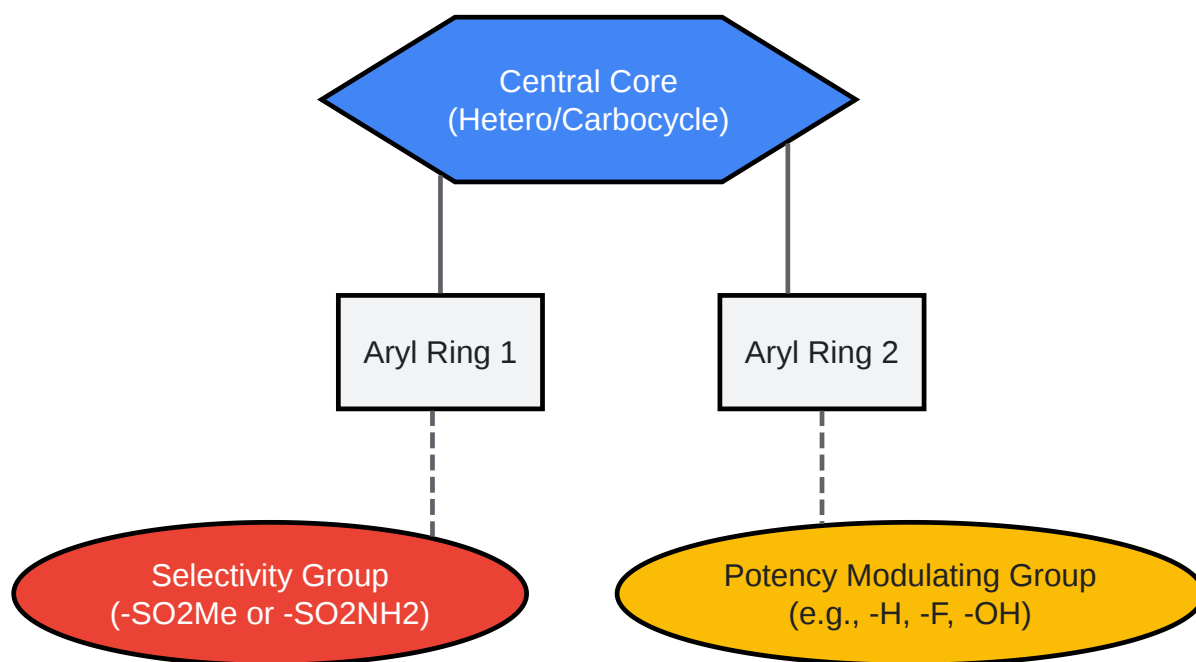 Central Core
(Hetero/Carbocycle)
Aryl Ring 1
Aryl Ring 2
Selectivity Group
(-SO2Me or -SO2NH2)
Potency Modulating Group
(e.g., -H, -F, -OH)